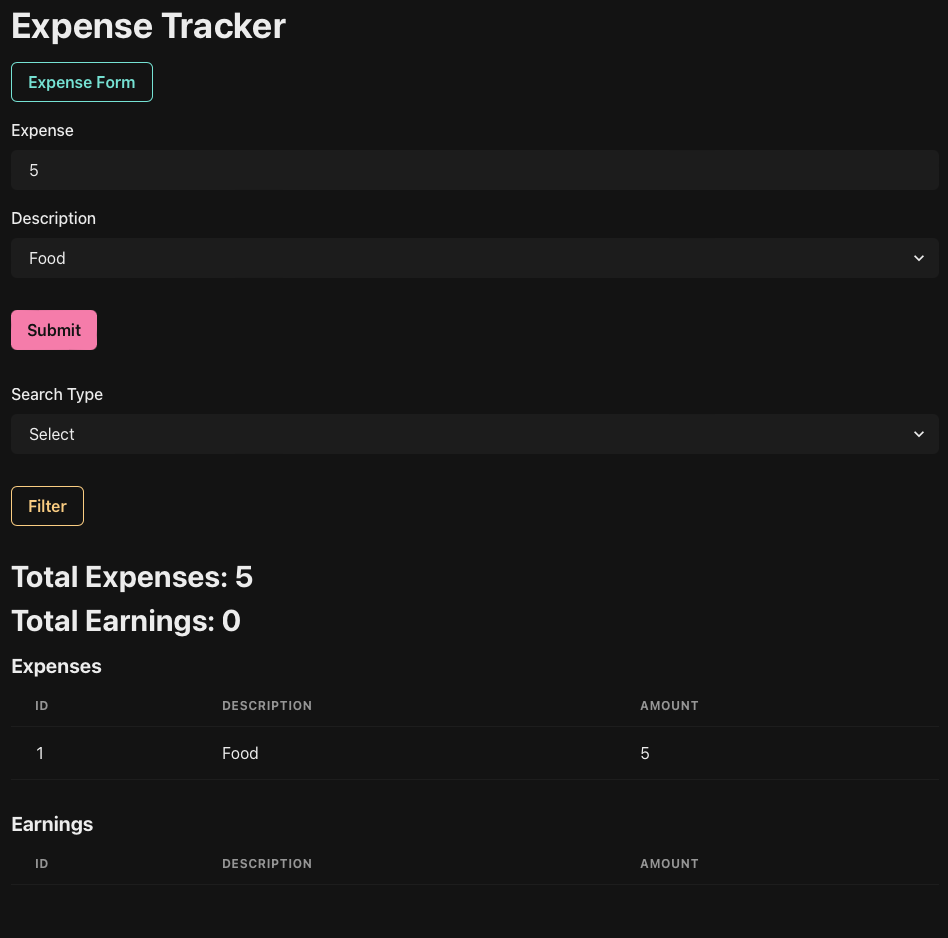 Expense Tracker
Expense Form
Expense
5
Description
Food
Submit
Search Type
Select
Filter
Total Expenses: 5
Total Earnings: 0
Expenses
ID DESCRIPTION AMOUNT
1 Food 5
Earnings
ID DESCRIPTION AMOUNT